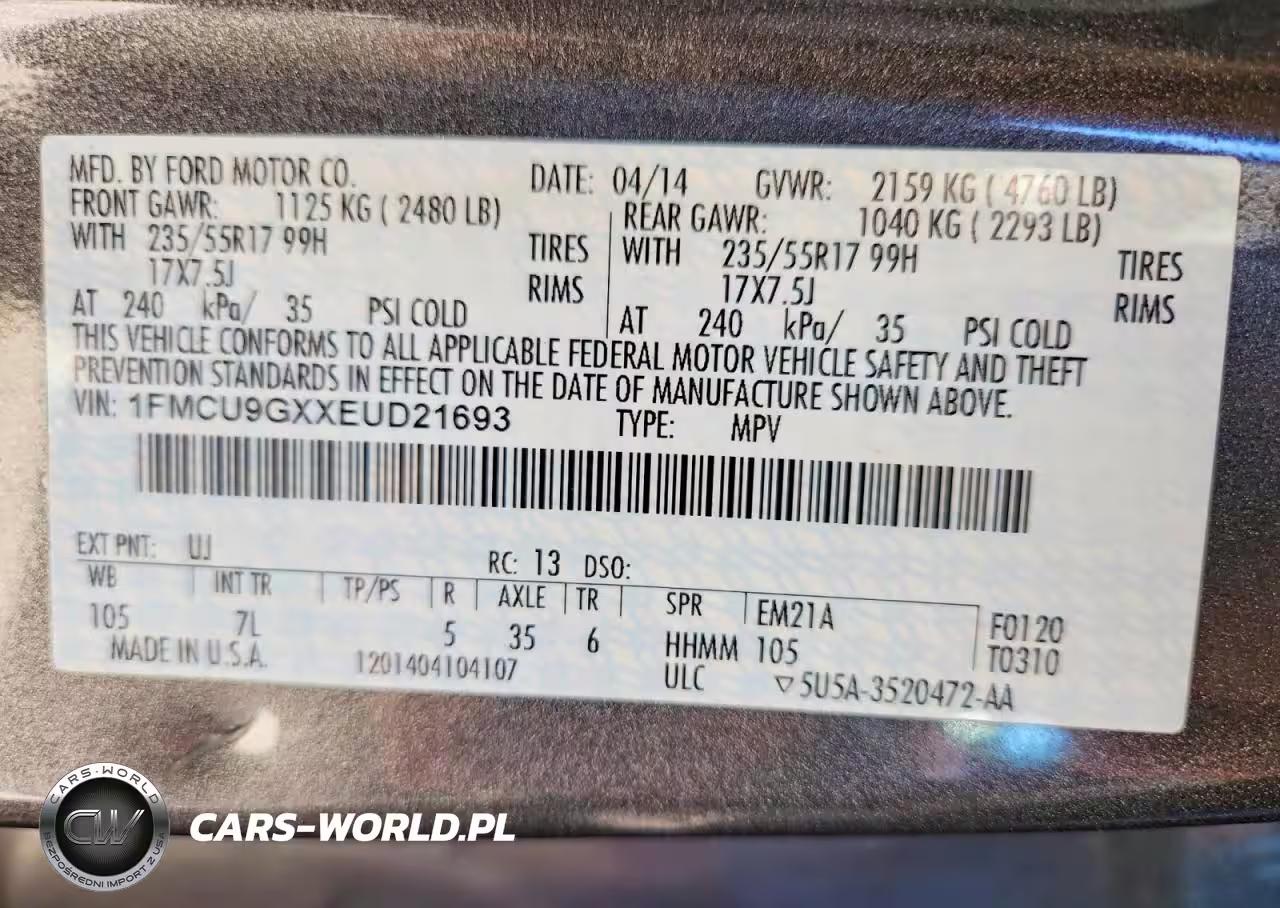 MFD. BY FORD MOTOR CO. DATE: 04/14 GVWR: 2159 KG ( 4760 LB)
FRONT GAWR: 1125 KG ( 2480 LB) REAR GAWR: 1040 KG ( 2293 LB)
WITH 235/55R17 99H TIRES WITH 235/55R17 99H TIRES
17X7.5J RIMS 17X7.5J RIMS
AT 240 kPa/ 35 PSI COLD AT 240 kPa/ 35 PSI COLD
THIS VEHICLE CONFORMS TO ALL APPLICABLE FEDERAL MOTOR VEHICLE SAFETY AND THEFT
PREVENTION STANDARDS IN EFFECT ON THE DATE OF MANUFACTURE SHOWN ABOVE.
VIN: 1FMCU9GXXEUD21693 TYPE: MPV
EXT PNT: UJ RC: 13 DSO:
WB INT TR TP/PS R AXLE TR SPR EM21A F0120
105 7L 5 35 6 HHMM 105 T0310
MADE IN U.S.A. 1201404104107 ULC ▽5U5A-3520472-AA
CARS-WORLD
CW
BEZPOŚREDNI IMPORT Z USA
CARS-WORLD.PL